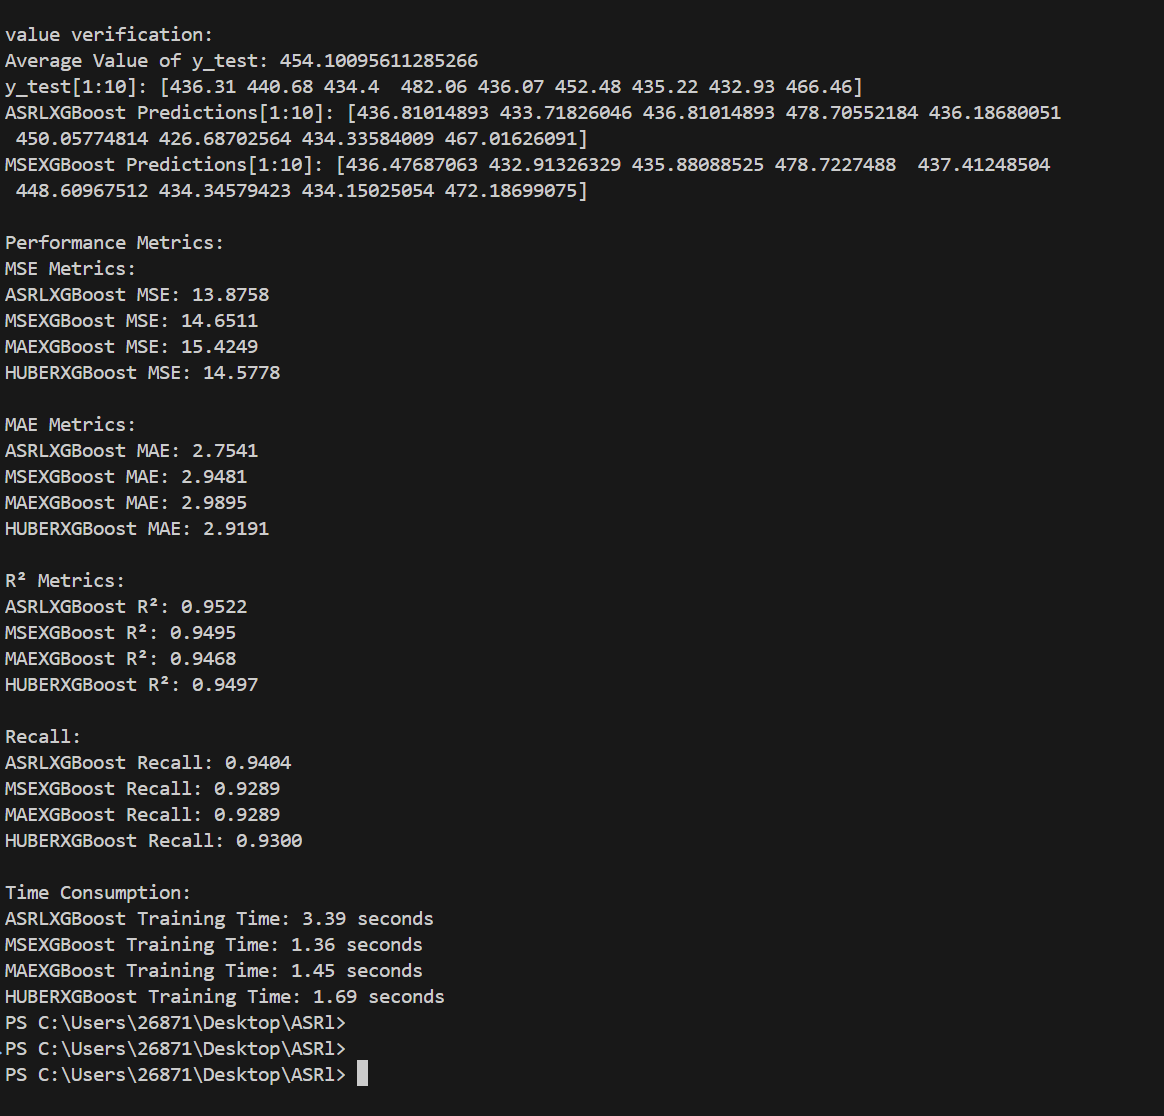 value verification:
Average Value of y_test: 454.10095611285266
y_test[1:10]: [436.31 440.68 434.4  482.06 436.07 452.48 435.22 432.93 466.46]
ASRLXGBoost Predictions[1:10]: [436.81014893 433.71826046 436.81014893 478.70552184 436.18680051
 450.05774814 426.68702564 434.33584009 467.01626091]
MSEXGBoost Predictions[1:10]: [436.47687063 432.91326329 435.88088525 478.7227488  437.41248504
 448.60967512 434.34579423 434.15025054 472.18699075]
Performance Metrics:
MSE Metrics:
ASRLXGBoost MSE: 13.8758
MSEXGBoost MSE: 14.6511
MAEXGBoost MSE: 15.4249
HUBERXGBoost MSE: 14.5778
MAE Metrics:
ASRLXGBoost MAE: 2.7541
MSEXGBoost MAE: 2.9481
MAEXGBoost MAE: 2.9895
HUBERXGBoost MAE: 2.9191
R² Metrics:
ASRLXGBoost R²: 0.9522
MSEXGBoost R²: 0.9495
MAEXGBoost R²: 0.9468
HUBERXGBoost R²: 0.9497
Recall:
ASRLXGBoost Recall: 0.9404
MSEXGBoost Recall: 0.9289
MAEXGBoost Recall: 0.9289
HUBERXGBoost Recall: 0.9300
Time Consumption:
ASRLXGBoost Training Time: 3.39 seconds
MSEXGBoost Training Time: 1.36 seconds
MAEXGBoost Training Time: 1.45 seconds
HUBERXGBoost Training Time: 1.69 seconds
PS C:\Users\26871\Desktop\ASRl>
PS C:\Users\26871\Desktop\ASRl>
PS C:\Users\26871\Desktop\ASRl>